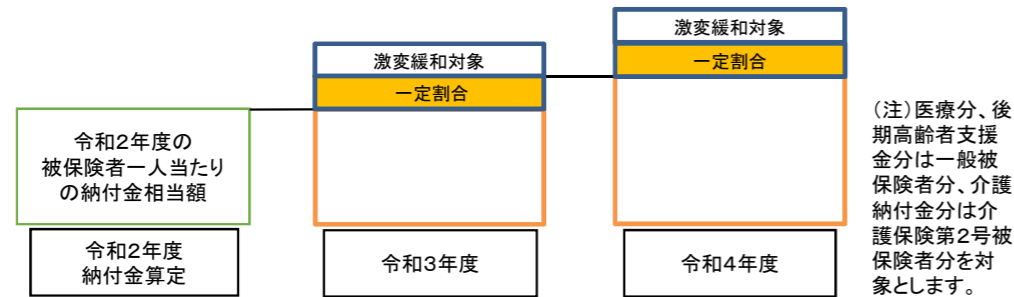 令和2年度の
被保険者一人当たり
の納付金相当額
令和2年度
納付金算定
激変緩和対象
一定割合
令和3年度
激変緩和対象
一定割合
令和4年度
（注）医療分、後
期高齢者支援
金分は一般被
保険者分、介護
納付金分は介
護保険第2号被
保険者分を対
象とします。